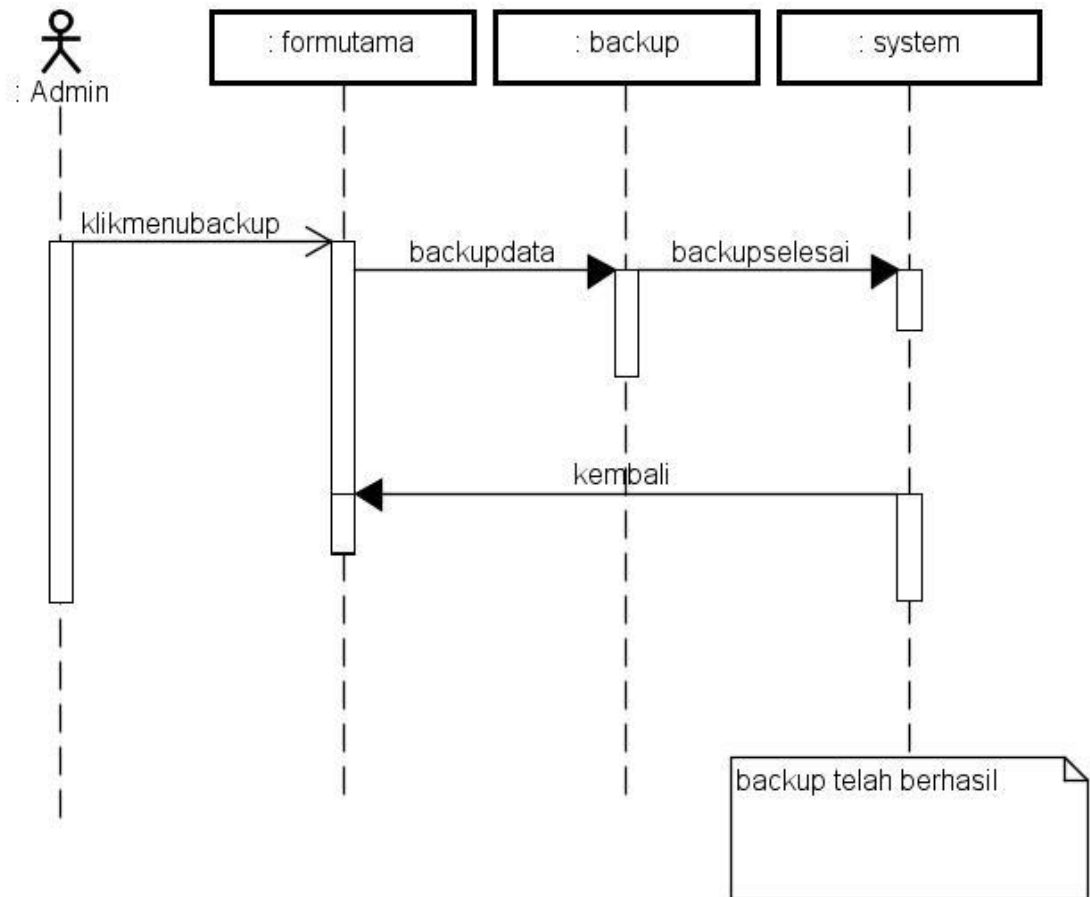 : Admin
: formutama
: backup
: system
klikmenubackup
backupdata
backupselesai
kembali
backup telah berhasil